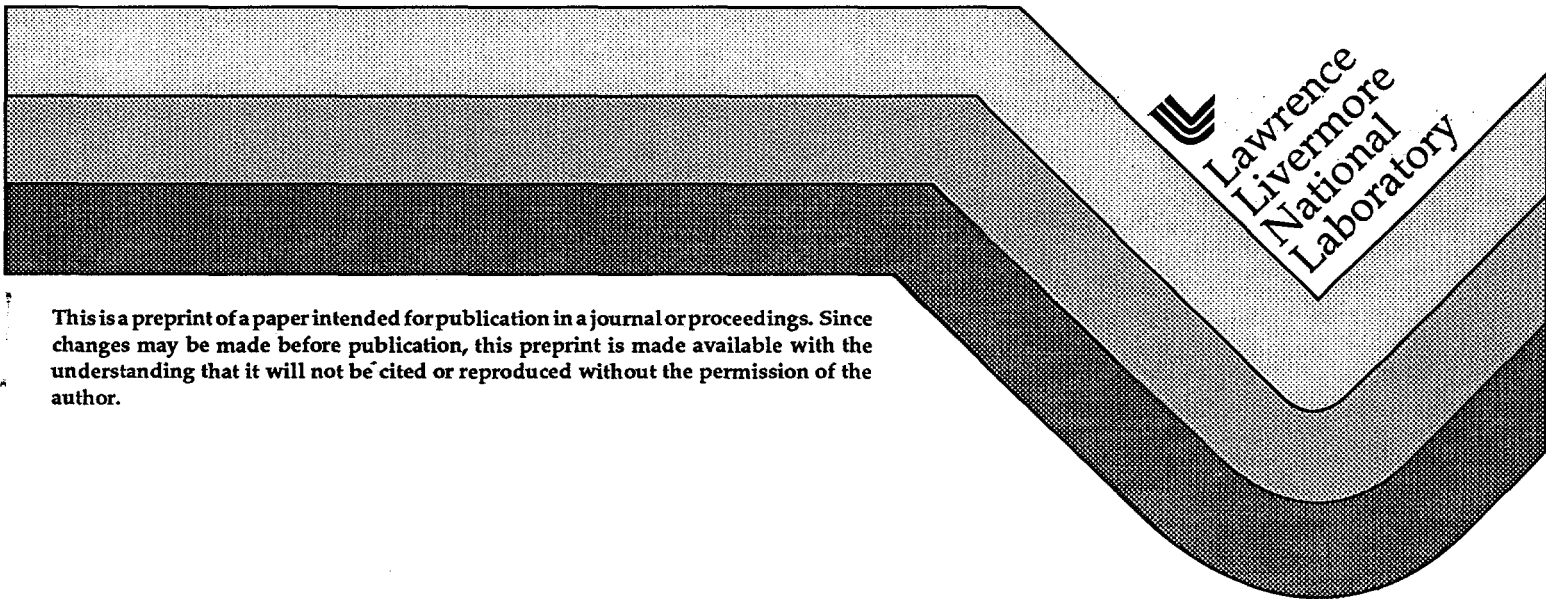 Lawrence
Livermore
National
Laboratory
This is a preprint of a paper intended for publication in a journal or proceedings. Since
changes may be made before publication, this preprint is made available with the
understanding that it will not be cited or reproduced without the permission of the
author.